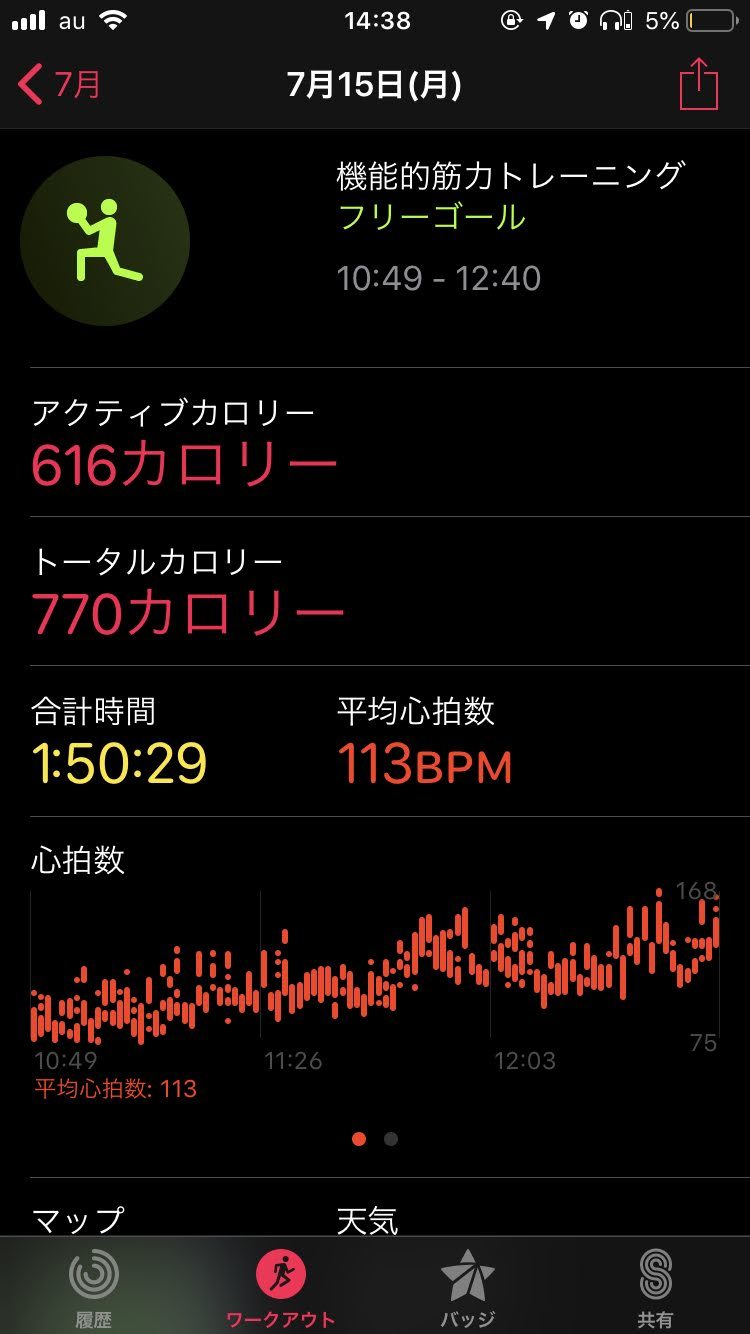 au 14:38 5%
7月 7月15日(月)
機能的筋力トレーニング
フリーゴール
10:49 - 12:40
アクティブカロリー
616カロリー
トータルカロリー
770カロリー
合計時間 平均心拍数
1:50:29 113BPM
心拍数
168
75
10:49 11:26 12:03
平均心拍数: 113
マップ 天気
履歴 ワークアウト バッジ 共有